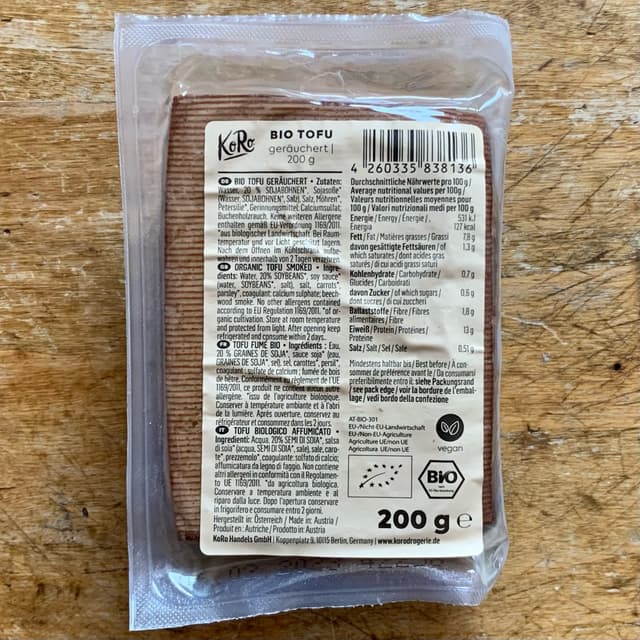 KoRo
BIO TOFU
geräuchert |
200 g
4 260335 838136
DE BIO TOFU GERÄUCHERT • Zutaten:
Wasser, 20 % SOJABOHNEN*, Sojasoße*
(Wasser, SOJABOHNEN*, Salz), Salz, Möhren*,
Petersilie*, Gerinnungsmittel: Calciumsulfat;
Buchenholzrauch. Keine weiteren Allergene
enthalten gemäß EU-Verordnung 1169/2011.
*aus biologischer Landwirtschaft. Bei Raum-
temperatur und vor Licht geschützt lagern.
Nach dem Öffnen im Kühlschrank aufbe-
wahren und innerhalb von 2 Tagen verzehren.
ORGANIC TOFU SMOKED • Ingre-
dients: Water, 20% SOYBEANS*, soy sauce*
(water, SOYBEANS*, salt), salt, carrots*,
parsley*, coagulant: calcium sulphate; beech-
wood smoke. No other allergens contained
according to EU Regulation 1169/2011. *of or-
ganic cultivation. Store at room temperature
and protected from light. After opening keep
refrigerated and consume within 2 days.
FR TOFU FUMÉ BIO • Ingrédients : Eau,
20 % GRAINES DE SOJA*, sauce soja* (eau,
GRAINES DE SOJA*, sel), sel, carottes*, persil*,
coagulant : sulfate de calcium ; fumée de bois
de hêtre. Conformément au règlement de l'UE
1169/2011, ce produit ne contient aucun autre
allergène. *issu de l'agriculture biologique.
Conserver à température ambiante et à l'abri
de la lumière. Après ouverture, conserver au
réfrigérateur et consommer dans les 2 jours.
IT TOFU BIOLOGICO AFFUMICATO •
Ingredienti: Acqua, 20% SEMI DI SOIA*, salsa
di soia* (acqua, SEMI DI SOIA*, sale), sale, caro-
te*, prezzemolo*, coagulante: solfato di calcio;
affumicatura da legno di faggio. Non contiene
altri allergeni in conformità con il Regolamen-
to UE 1169/2011. *da agricoltura biologica.
Conservare a temperatura ambiente e al
riparo dalla luce. Dopo l'apertura conservare
in frigorifero e consumare entro 2 giorni.
Hergestellt in: Österreich / Made in: Austria /
Produit en: Autriche / Prodotto in: Austria
KoRo Handels GmbH | Koppenplatz 9, 10115 Berlin, Germany | www.korodrogerie.de
Durchschnittliche Nährwerte pro 100 g /
Average nutritional values per 100g /
Valeurs nutritionnelles moyennes pour
100 g / Valori nutrizionali medi per 100 g
Energie / Energy / Énergie / 531 kJ
Energia 127 kcal
Fett / Fat / Matières grasses / Grassi 7,8 g
davon gesättigte Fettsäuren / of 1,3 g
which saturates / dont acides gras
saturés / di cui acidi grassi saturi
Kohlenhydrate / Carbohydrate / 0,7 g
Glucides / Carboidrati
davon Zucker / of which sugars / 0,6 g
dont sucres / di cui zuccheri
Ballaststoffe / Fibre / Fibres 1,8 g
alimentaires / Fibre
Eiweiß / Protein / Protéines / 13 g
Proteine
Salz / Salt / Sel / Sale 0,51 g
Mindestens haltbar bis / Best before / À con-
sommer de préférence avant le / Da consumarsi
preferibilmente entro il: siehe Packungsrand
/ see pack edge / voir la bordure de l'embal-
lage / vedi bordo della confezione
AT-BIO-301
EU-/Nicht-EU-Landwirtschaft
EU-/Non EU-Agriculture
Agriculture UE/non UE
Agricoltura UE/non UE
vegan
BIO
200 g e